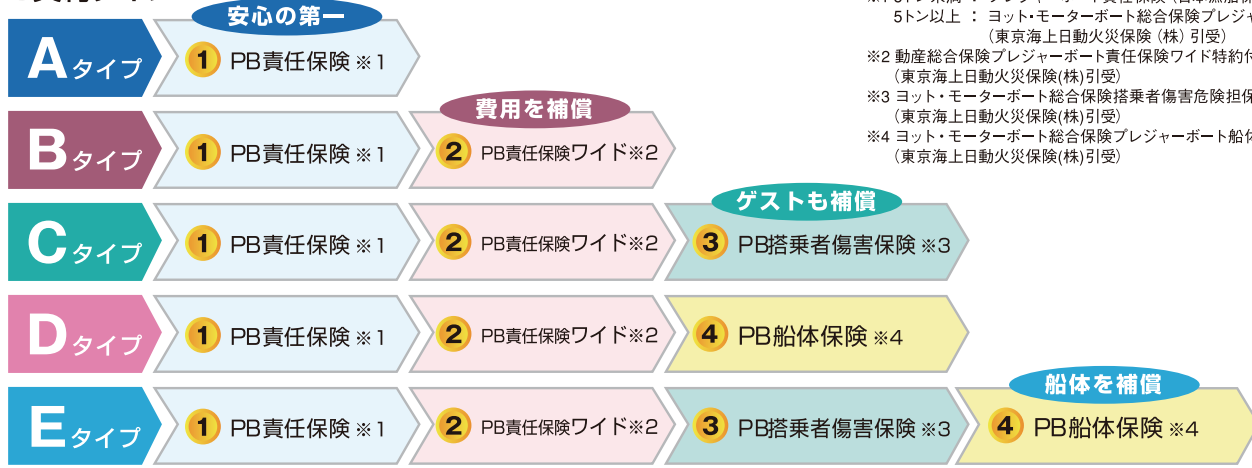 安心の第一
Aタイプ ① PB責任保険※1
費用を補償
Bタイプ ① PB責任保険※1 ② PB責任保険ワイド※2
ゲストも補償
Cタイプ ① PB責任保険※1 ② PB責任保険ワイド※2 ③ PB搭乗者傷害保険※3
Dタイプ ① PB責任保険※1 ② PB責任保険ワイド※2 ④ PB船体保険※4
船体を補償
Eタイプ ① PB責任保険※1 ② PB責任保険ワイド※2 ③ PB搭乗者傷害保険※3 ④ PB船体保険※4
5トン以上 : ヨット・モーターボート総合保険プレジャ
(東京海上日動火災保険(株)引受)
※2 動産総合保険プレジャーボート責任保険ワイド特約付
(東京海上日動火災保険(株)引受)
※3 ヨット・モーターボート総合保険搭乗者傷害危険担保
(東京海上日動火災保険(株)引受)
※4 ヨット・モーターボート総合保険プレジャーボート船体
(東京海上日動火災保険(株)引受)